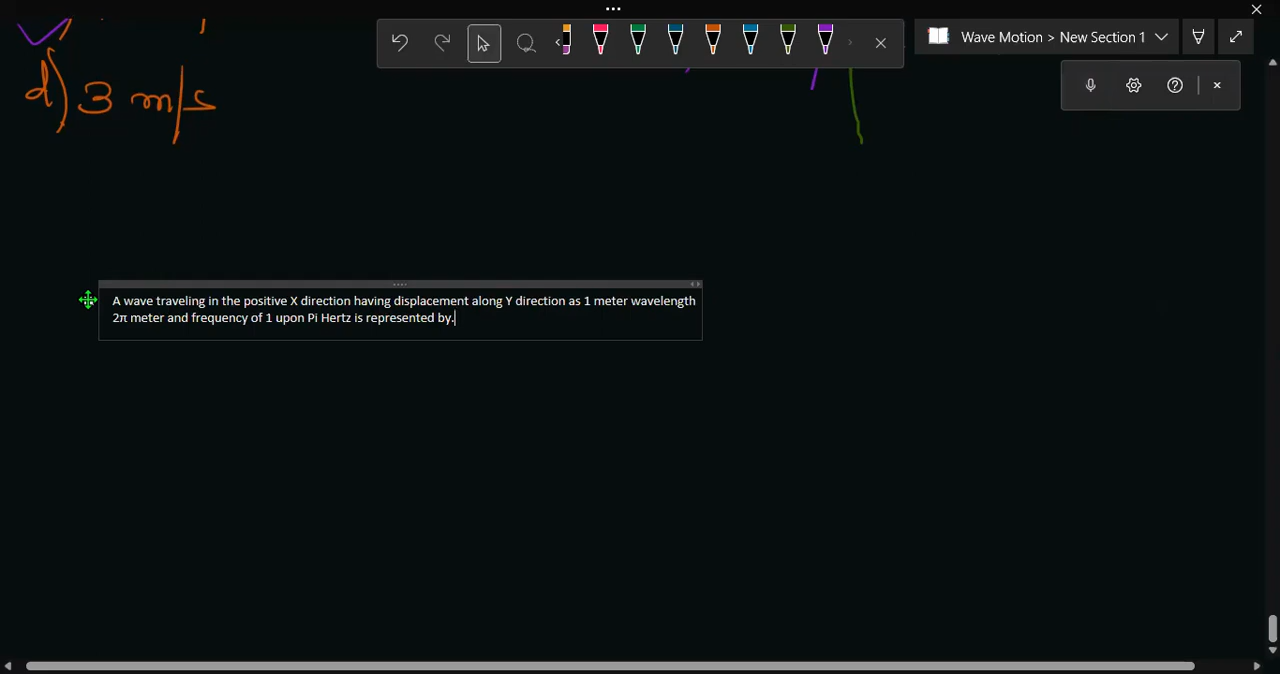 Wave Motion > New Section 1
d) 3 m/s
A wave traveling in the positive X direction having displacement along Y direction as 1 meter wavelength
2π meter and frequency of 1 upon Pi Hertz is represented by.